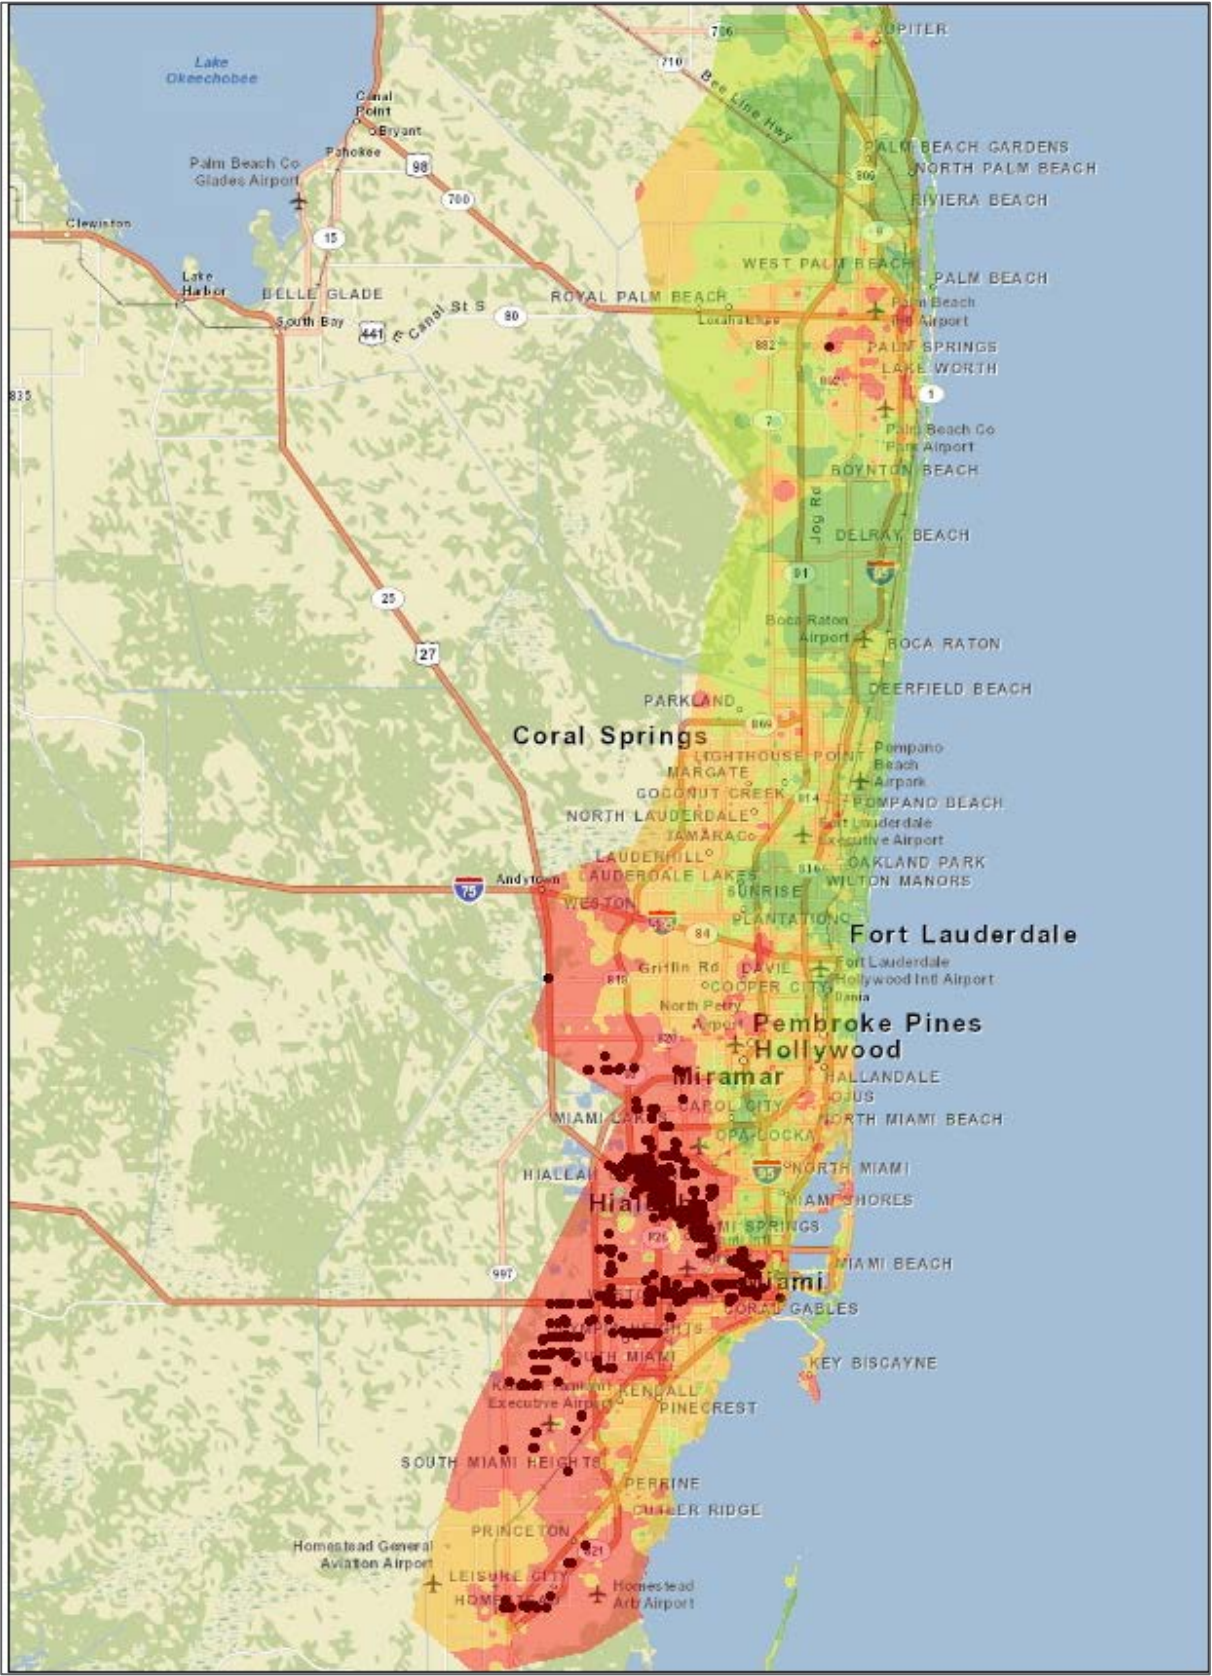 706
JUPITER
710
Bee Line Hwy
Lake
Okeechobee
Canal
Point
Bryant
Pahokee
98
PALM BEACH GARDENS
809
NORTH PALM BEACH
Palm Beach Co
Glades Airport
700
RIVIERA BEACH
Clewiston
15
WEST PALM BEACH
PALM BEACH
Lake
Harbor
BELLE GLADE
ROYAL PALM BEACH
Palm Beach
Airport
South Bay
441
E Canal St S
80
Loxahatchee
882
PALM SPRINGS
LAKE WORTH
835
802
1
7
Palm Beach Co
Park Airport
BOYNTON BEACH
Jog Rd
DELRAY BEACH
91
95
25
Boca Raton
Airport
BOCA RATON
27
DEERFIELD BEACH
PARKLAND
869
Coral Springs
LIGHTHOUSE POINT
Pompano
Beach
Airpark
MARGATE
COCONUT CREEK
814
POMPANO BEACH
NORTH LAUDERDALE
Fort Lauderdale
Executive Airport
TAMARAC
LAUDERHILL
816
OAKLAND PARK
75
Andytown
LAUDERDALE LAKES
WILTON MANORS
SUNRISE
WESTON
PLANTATION
84
Fort Lauderdale
Griffin Rd
DAVIE
Fort Lauderdale
Hollywood Intl Airport
818
COOPER CITY
Dania
North Perry
Airport
Pembroke Pines
820
Hollywood
Miramar
HALLANDALE
OJUS
CAROL CITY
MIAMI LAKES
NORTH MIAMI BEACH
OPA-LOCKA
HIALEAH
95
NORTH MIAMI
Hialeah
MIAMI SHORES
MIAMI SPRINGS
826
997
MIAMI BEACH
Miami
CORAL GABLES
OLYMPIA HEIGHTS
SOUTH MIAMI
KEY BISCAYNE
Executive Airport
KENDALL
PINECREST
SOUTH MIAMI HEIGHTS
PERRINE
CUTLER RIDGE
PRINCETON
Homestead General
Aviation Airport
821
LEISURE CITY
HOMESTEAD
Homestead
Arb Airport